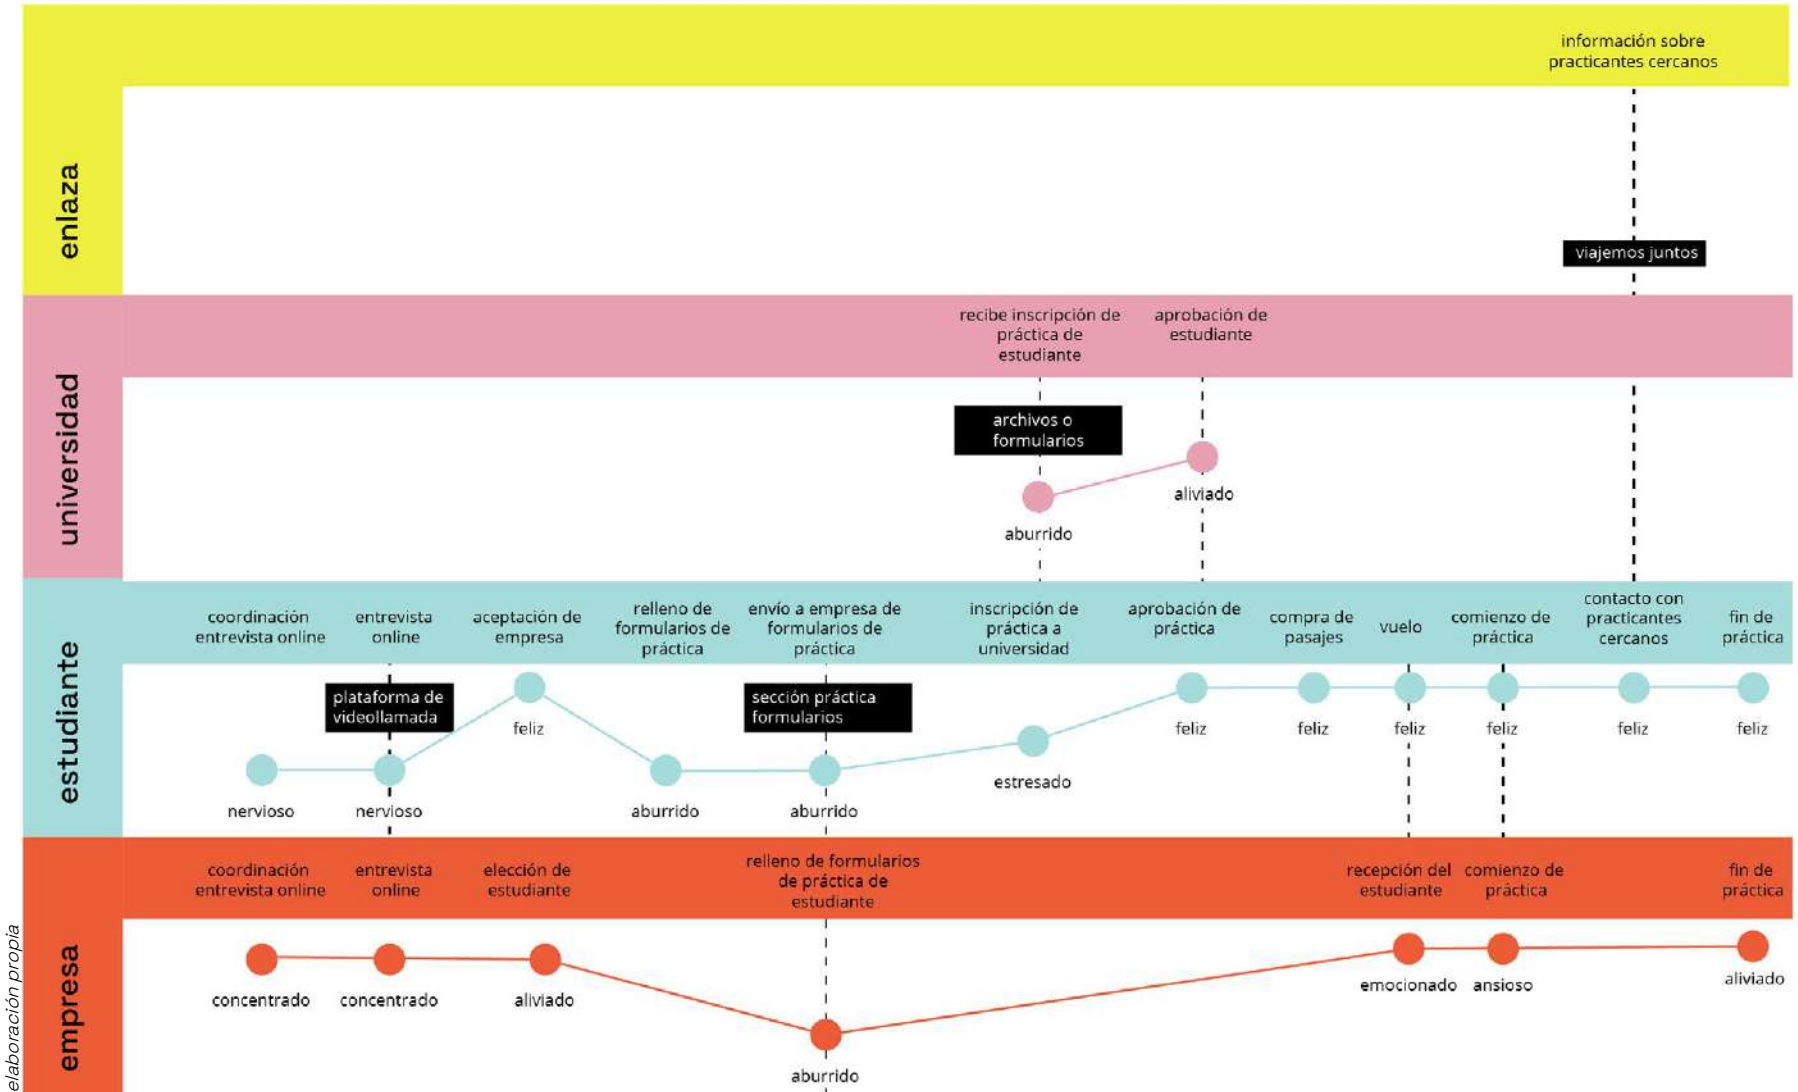 información sobre
practicantes cercanos
enlaza
viajemos juntos
recibe inscripción de
práctica de
estudiante
aprobación de
estudiante
universidad
archivos o
formularios
aliviado
aburrido
estudiante
coordinación
entrevista online
entrevista
online
aceptación de
empresa
relleno de
formularios de
práctica
envío a empresa de
formularios de
práctica
inscripción de
práctica a
universidad
aprobación de
práctica
compra de
pasajes
vuelo
comienzo de
práctica
contacto con
practicantes
cercanos
fin de
práctica
plataforma de
videollamada
sección práctica
formularios
nervioso
nervioso
feliz
aburrido
aburrido
estresado
feliz
feliz
feliz
feliz
feliz
feliz
empresa
coordinación
entrevista online
entrevista
online
elección de
estudiante
relleno de formularios
de práctica de
estudiante
recepción del
estudiante
comienzo de
práctica
fin de
práctica
concentrado
concentrado
aliviado
aburrido
emocionado
ansioso
aliviado
elaboración propia